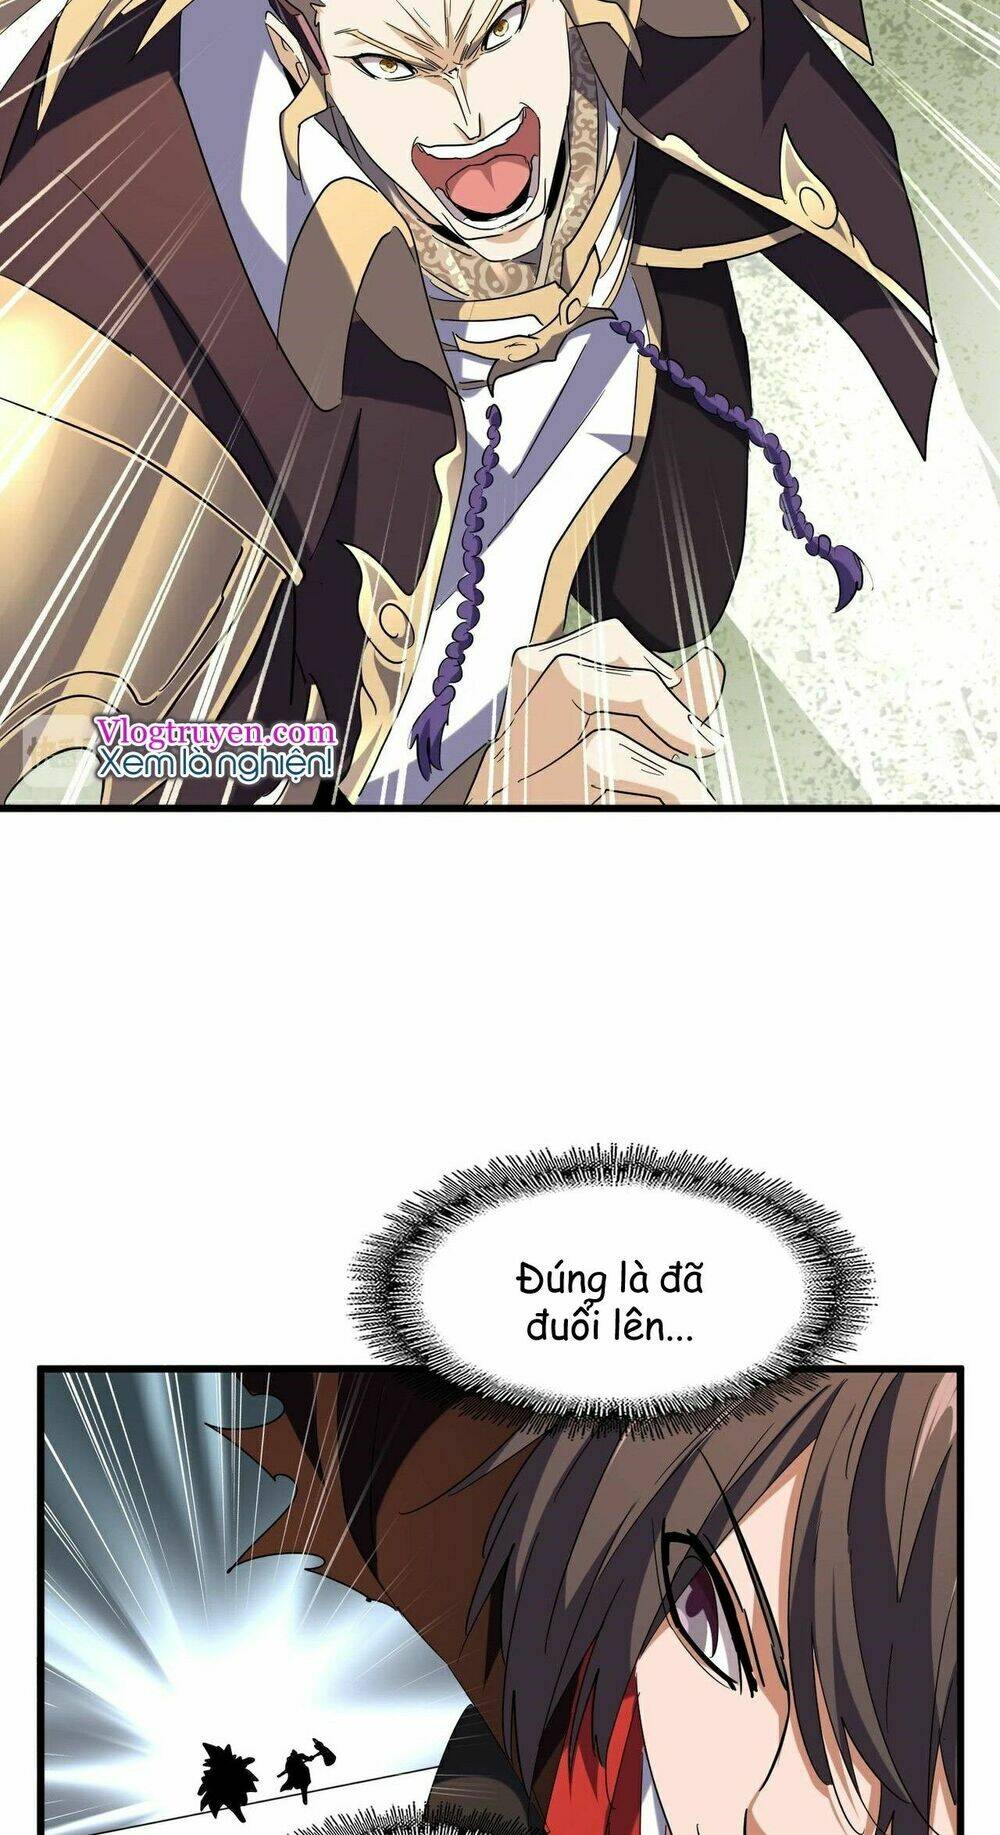 Vlogtruyen.com
Xem là nghiện!
Đúng là đã
đuổi lên...